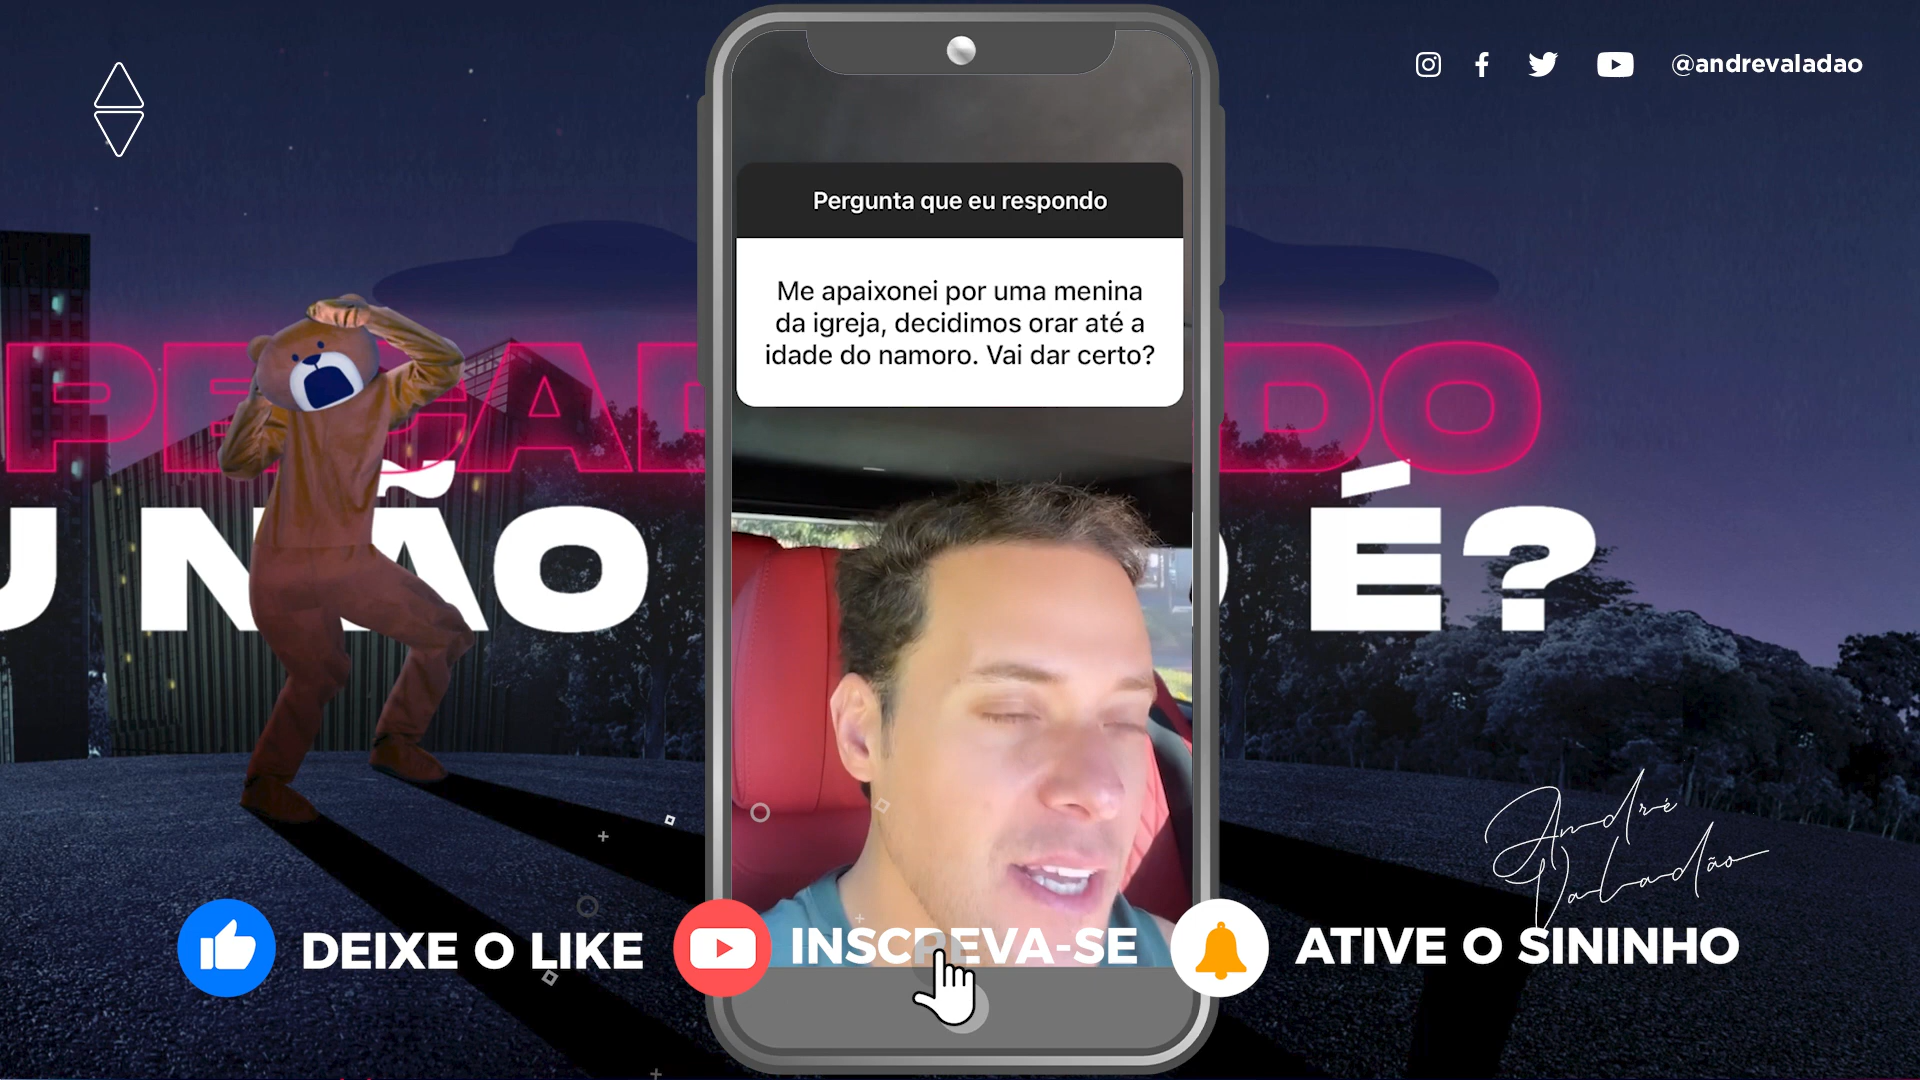 @andrevaladao
Pergunta que eu respondo
Me apaixonei por uma menina
da igreja, decidimos orar até a
idade do namoro. Vai dar certo?
É?
André
Valadão
DEIXE O LIKE
INSCREVA-SE
ATIVE O SININHO